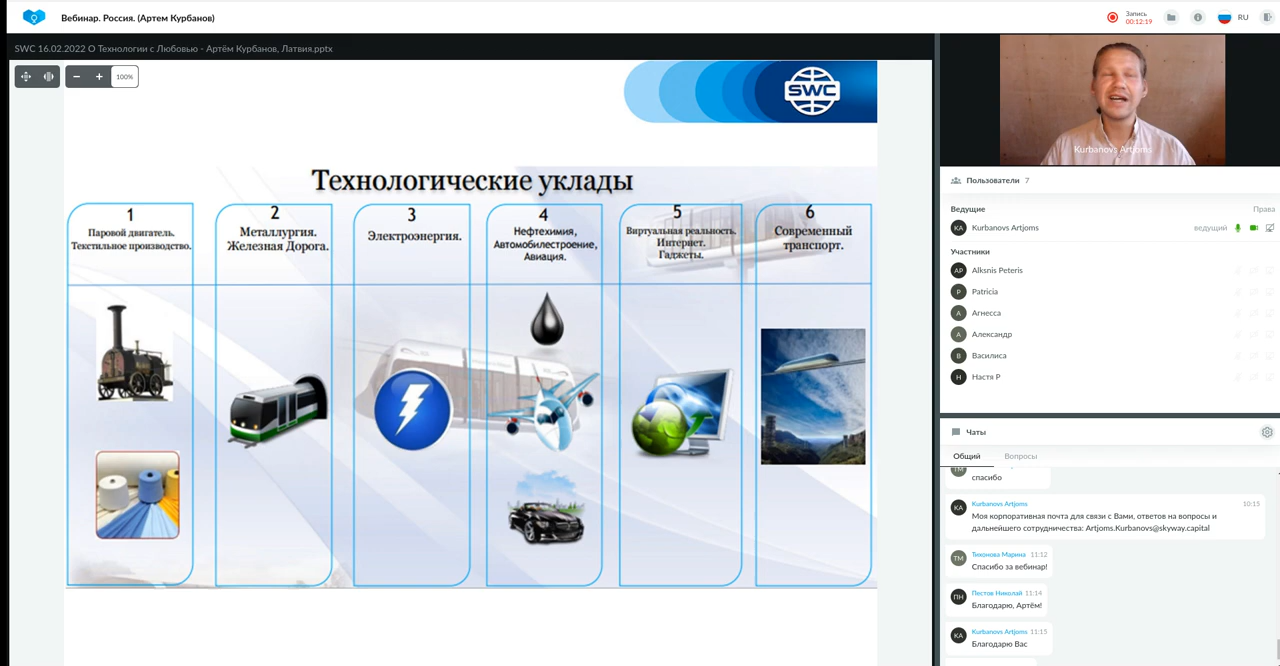 Вебинар. Россия. (Артем Курбанов)
Запись
00:12:19
RU
SWC 16.02.2022 О Технологии с Любовью - Артём Курбанов, Латвия.pptx
100%
SWC
Технологические уклады
1
Паровой двигатель.
Текстильное производство.
2
Металлургия.
Железная Дорога.
3
Электроэнергия.
4
Нефтехимия,
Автомобилестроение,
Авиация.
5
Виртуальная реальность.
Интернет.
Гаджеты.
6
Современный
транспорт.
Kurbanovs Artjoms
Пользователи 7
Ведущие Права
KA Kurbanovs Artjoms ведущий
Участники
AP Alksnis Peteris
P Patricia
А Агнесса
А Александр
В Василиса
Н Настя Р
Чаты
Общий Вопросы
ТМ
спасибо
KA Kurbanovs Artjoms 10:15
Моя корпоративная почта для связи с Вами, ответов на вопросы и
дальнейшего сотрудничества: Artjoms.Kurbanovs@skyway.capital
ТМ Тихонова Марина 11:12
Спасибо за вебинар!
ПН Пестов Николай 11:14
Благодарю, Артём!
KA Kurbanovs Artjoms 11:15
Благодарю Вас